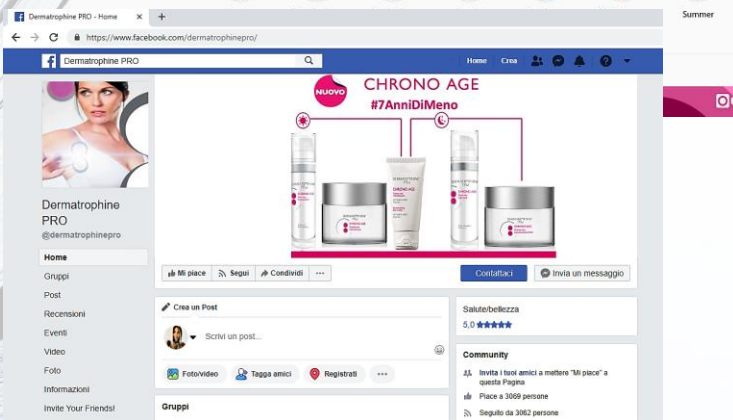 Dermatrophine PRO - Home
Summer
https://www.facebook.com/dermatrophinepro/
Dermatrophine PRO
Home Crea
NUOVO
CHRONO AGE
#7AnniDiMeno
Dermatrophine
PRO
@dermatrophinepro
Home
Gruppi
Post
Recensioni
Eventi
Video
Foto
Informazioni
Invite Your Friends!
Mi piace Segui Condividi ...
Contattaci Invia un messaggio
Crea un Post
Scrivi un post...
Foto/video Tagga amici Registrati ...
Gruppi
Salute/bellezza
5,0 ★★★★★
Community
Invita i tuoi amici a mettere "Mi piace" a
questa Pagina
Piace a 3069 persone
Seguito da 3062 persone